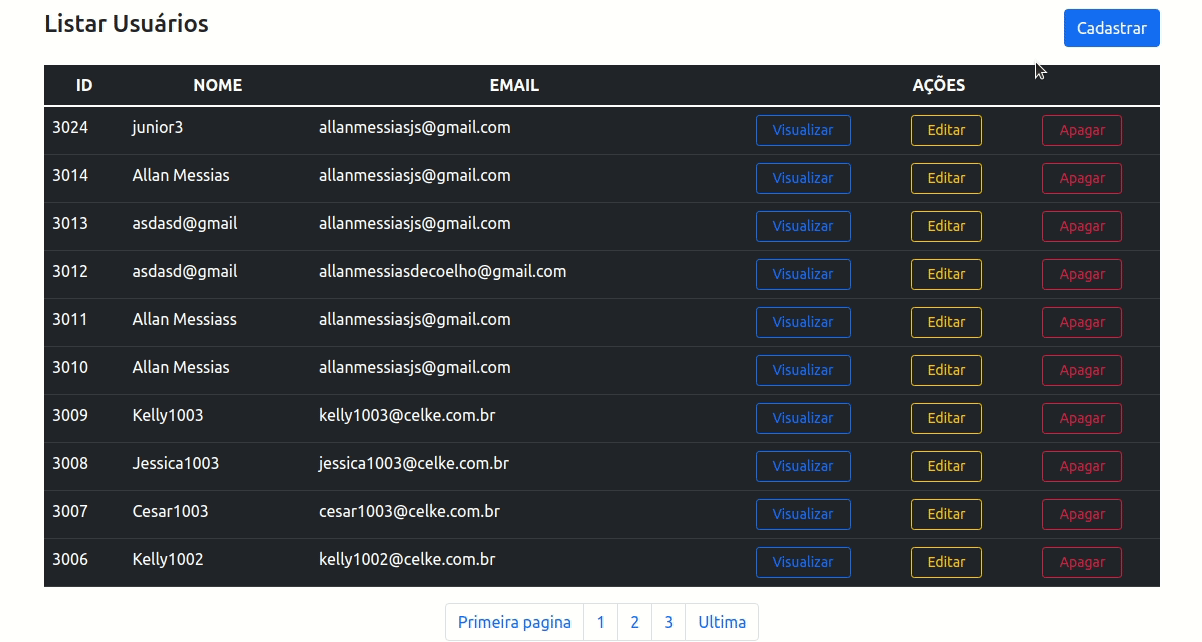 Listar Usuários Cadastrar
ID NOME EMAIL AÇÕES
3024 junior3 allanmessiasjs@gmail.com Visualizar Editar Apagar
3014 Allan Messias allanmessiasjs@gmail.com Visualizar Editar Apagar
3013 asdasd@gmail allanmessiasjs@gmail.com Visualizar Editar Apagar
3012 asdasd@gmail allanmessiasdecoelho@gmail.com Visualizar Editar Apagar
3011 Allan Messiass allanmessiasjs@gmail.com Visualizar Editar Apagar
3010 Allan Messias allanmessiasjs@gmail.com Visualizar Editar Apagar
3009 Kelly1003 kelly1003@celke.com.br Visualizar Editar Apagar
3008 Jessica1003 jessica1003@celke.com.br Visualizar Editar Apagar
3007 Cesar1003 cesar1003@celke.com.br Visualizar Editar Apagar
3006 Kelly1002 kelly1002@celke.com.br Visualizar Editar Apagar
Primeira pagina 1 2 3 Ultima